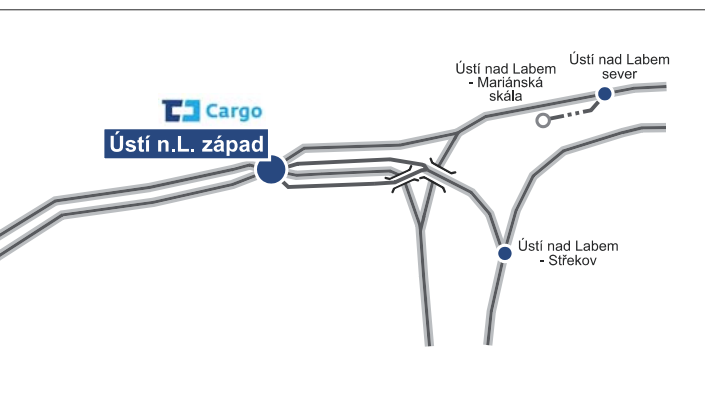 Ústí nad Labem
- Mariánská
skála
Ústí nad Labem
sever
Cargo
Ústí n.L. západ
Ústí nad Labem
- Střekov